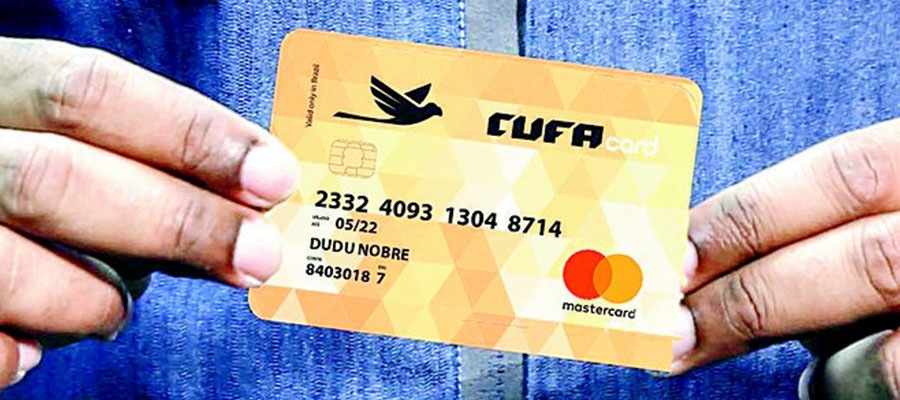 Valid only in Brazil
CUFA card
2332 4093 1304 8714
05/22
DUDU NOBRE
8403018 7
mastercard